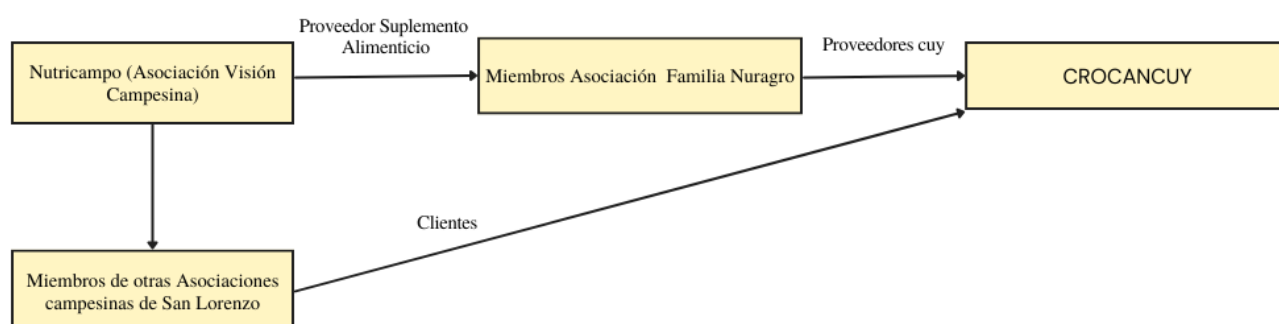 Proveedor Suplemento
Alimenticio
Nutricampo (Asociación Visión
Campesina)
Miembros Asociación  Familia Nuragro
Proveedores cuy
CROCANCUY
Clientes
Miembros de otras Asociaciones
campesinas de San Lorenzo